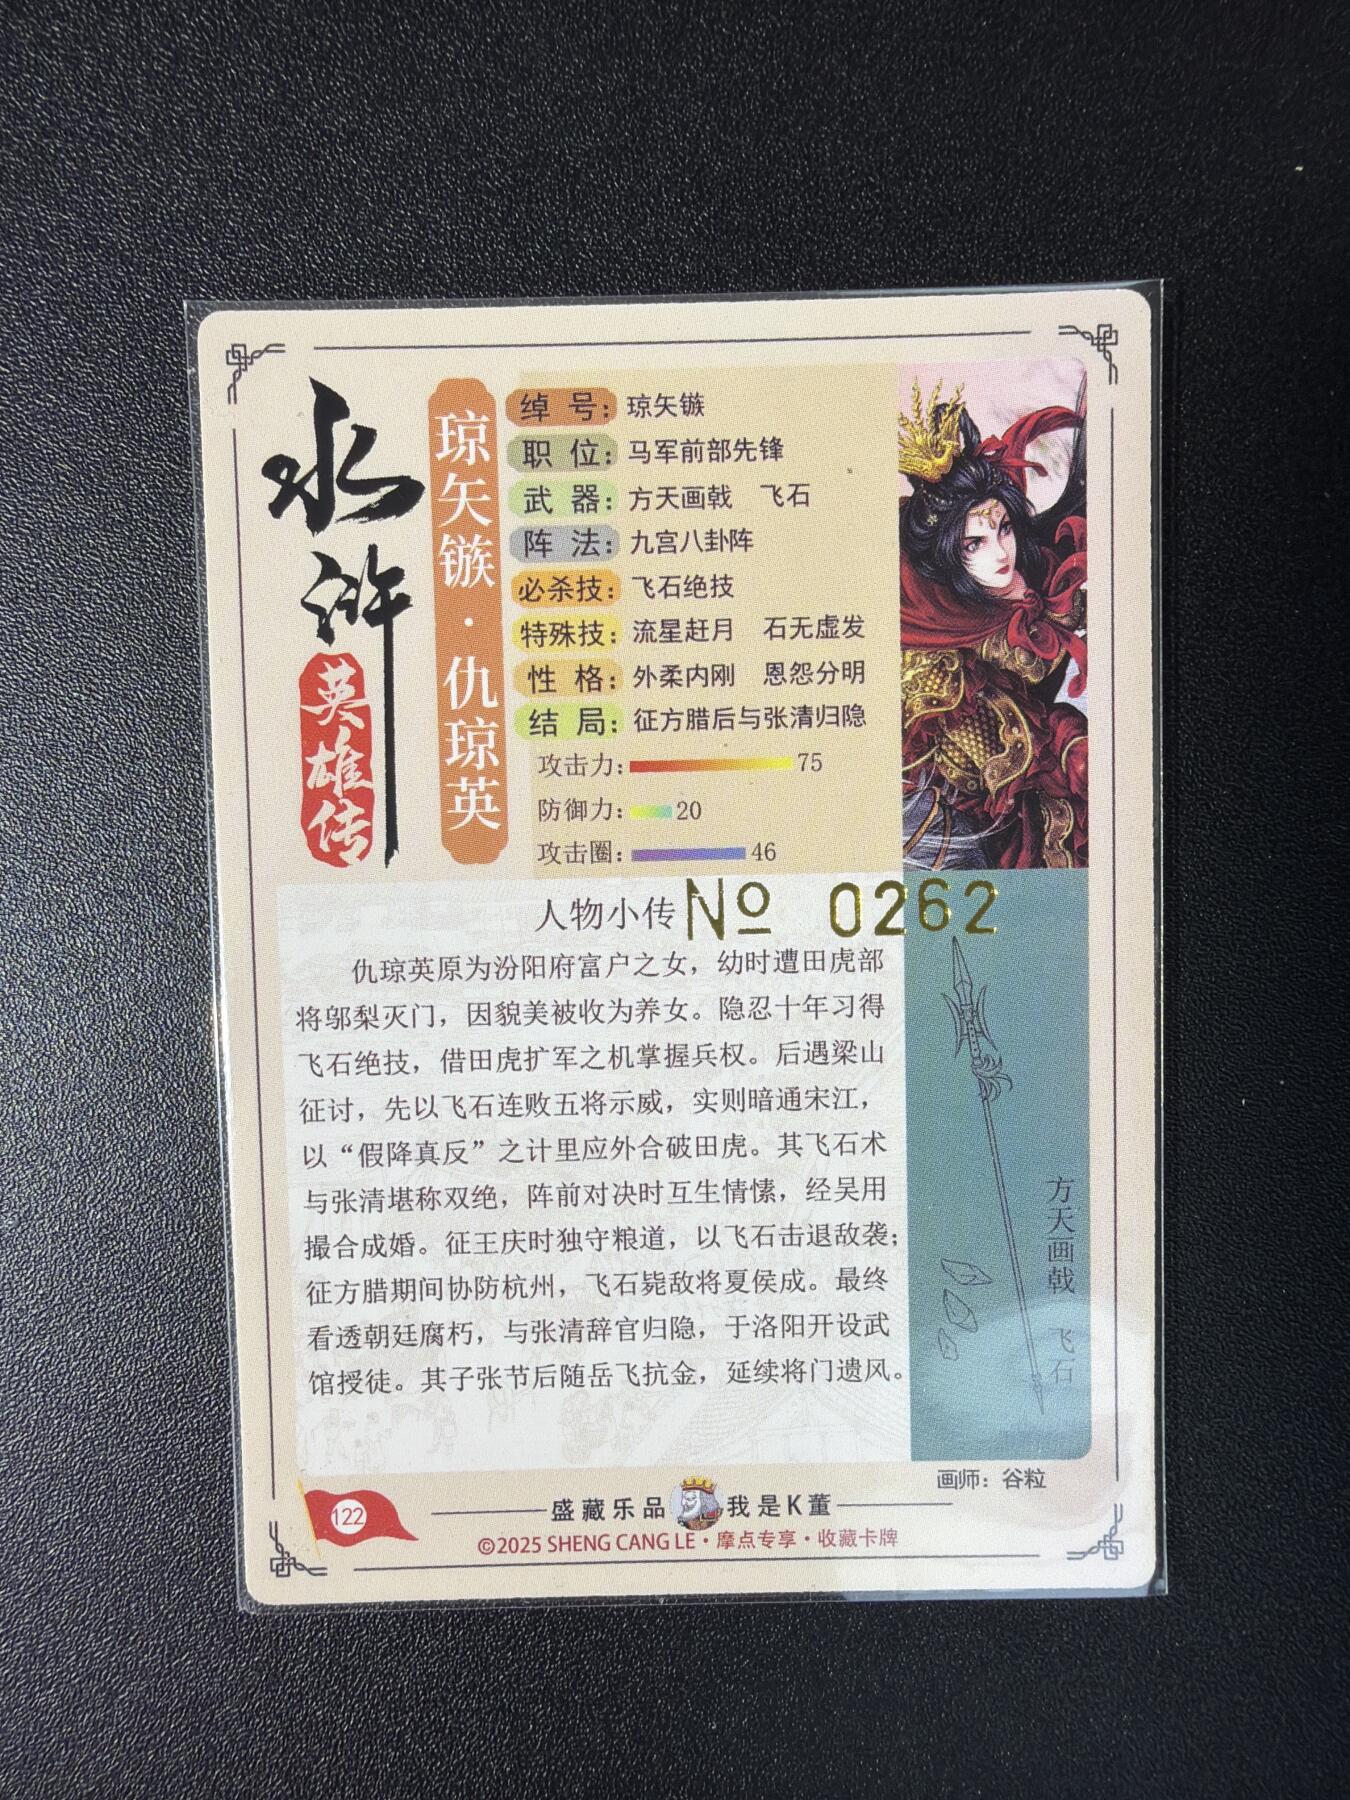 水浒
英雄传
琼矢镞·仇琼英
绰号：琼矢镞
职位：马军前部先锋
武器：方天画戟 飞石
阵法：九宫八卦阵
必杀技：飞石绝技
特殊技：流星赶月 石无虚发
性格：外柔内刚 恩怨分明
结局：征方腊后与张清归隐
攻击力：75
防御力：20
攻击圈：46
人物小传
№ 0262
仇琼英原为汾阳府富户之女，幼时遭田虎部
将邬梨灭门，因貌美被收为养女。隐忍十年习得
飞石绝技，借田虎扩军之机掌握兵权。后遇梁山
征讨，先以飞石连败五将示威，实则暗通宋江，
以“假降真反”之计里应外合破田虎。其飞石术
与张清堪称双绝，阵前对决时互生情愫，经吴用
撮合成婚。征王庆时独守粮道，以飞石击退敌袭；
征方腊期间协防杭州，飞石毙敌将夏侯成。最终
看透朝廷腐朽，与张清辞官归隐，于洛阳开设武
馆授徒。其子张节后随岳飞抗金，延续将门遗风。
方天画戟 飞石
画师：谷粒
122
盛藏乐品 我是K董
©2025 SHENG CANG LE·摩点专享·收藏卡牌